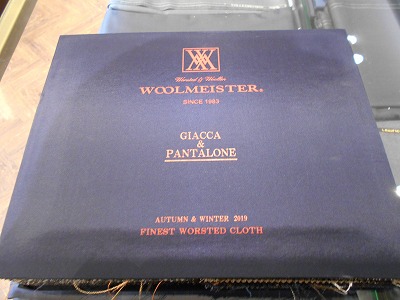 Worsted & Woollen
WOOLMEISTER®
SINCE 1983
GIACCA
&
PANTALONE
AUTUMN & WINTER 2019
FINEST WORSTED CLOTH